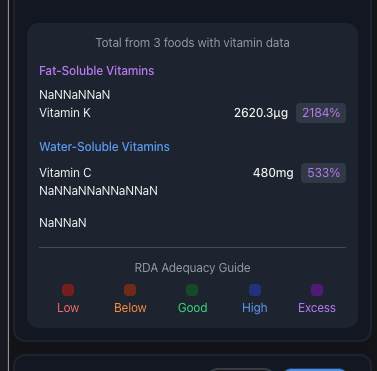 Total from 3 foods with vitamin data
Fat-Soluble Vitamins
NaNNaNNaN
Vitamin K 2620.3µg 2184%
Water-Soluble Vitamins
Vitamin C 480mg 533%
NaNNaNNaNNaNNaN
NaNNaN
RDA Adequacy Guide
Low Below Good High Excess